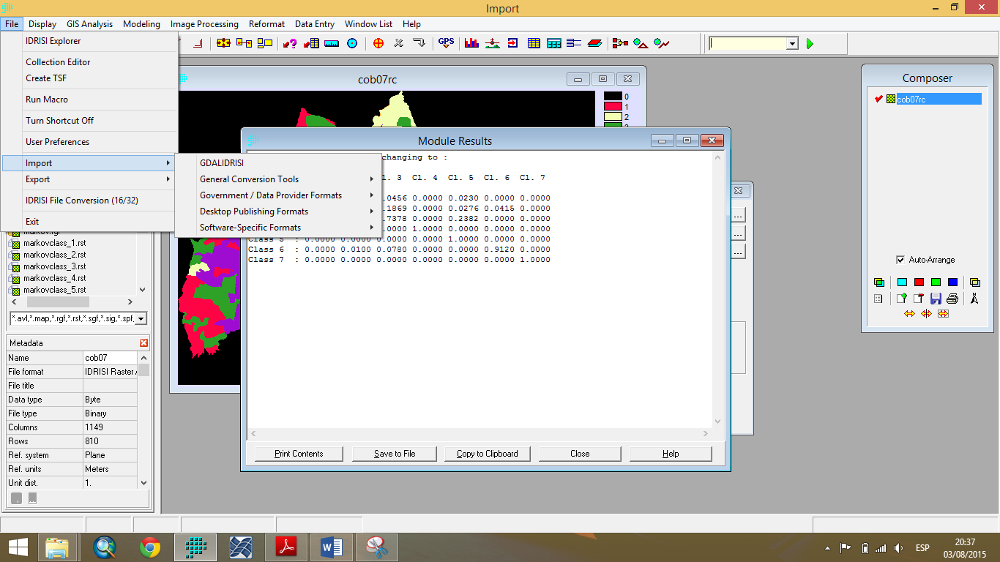 Import
File Display GIS Analysis Modeling Image Processing Reformat Data Entry Window List Help
GPS
IDRISI Explorer
Collection Editor
Create TSF
Run Macro
Turn Shortcut Off
User Preferences
Import
Export
IDRISI File Conversion (16/32)
Exit
GDALIDRISI
General Conversion Tools
Government / Data Provider Formats
Desktop Publishing Formats
Software-Specific Formats
cob07rc
0
1
2
Module Results
changing to :
Cl. 4 Cl. 5 Cl. 6 Cl. 7
.0456 0.0000 0.0230 0.0000 0.0000
.1869 0.0000 0.0276 0.0415 0.0000
.7378 0.0000 0.2382 0.0000 0.0000
.0000 1.0000 0.0000 0.0000 0.0000
Class 5 : 0.0000 0.0000 0.0000 0.0000 1.0000 0.0000 0.0000
Class 6 : 0.0000 0.0100 0.0780 0.0000 0.0000 0.9120 0.0000
Class 7 : 0.0000 0.0000 0.0000 0.0000 0.0000 0.0000 1.0000
Print Contents Save to File Copy to Clipboard Close Help
markovclass_1.rst
markovclass_2.rst
markovclass_3.rst
markovclass_4.rst
markovclass_5.rst
*.avl,*.map,*.rgf,*.rst,*.sgf,*.sig,*.spf,
Metadata
Name cob07
File format IDRISI Raster
File title
Data type Byte
File type Binary
Columns 1149
Rows 810
Ref. system Plane
Ref. units Meters
Unit dist. 1.
Composer
cob07rc
...
...
...
Auto-Arrange
ESP
20:37
03/08/2015